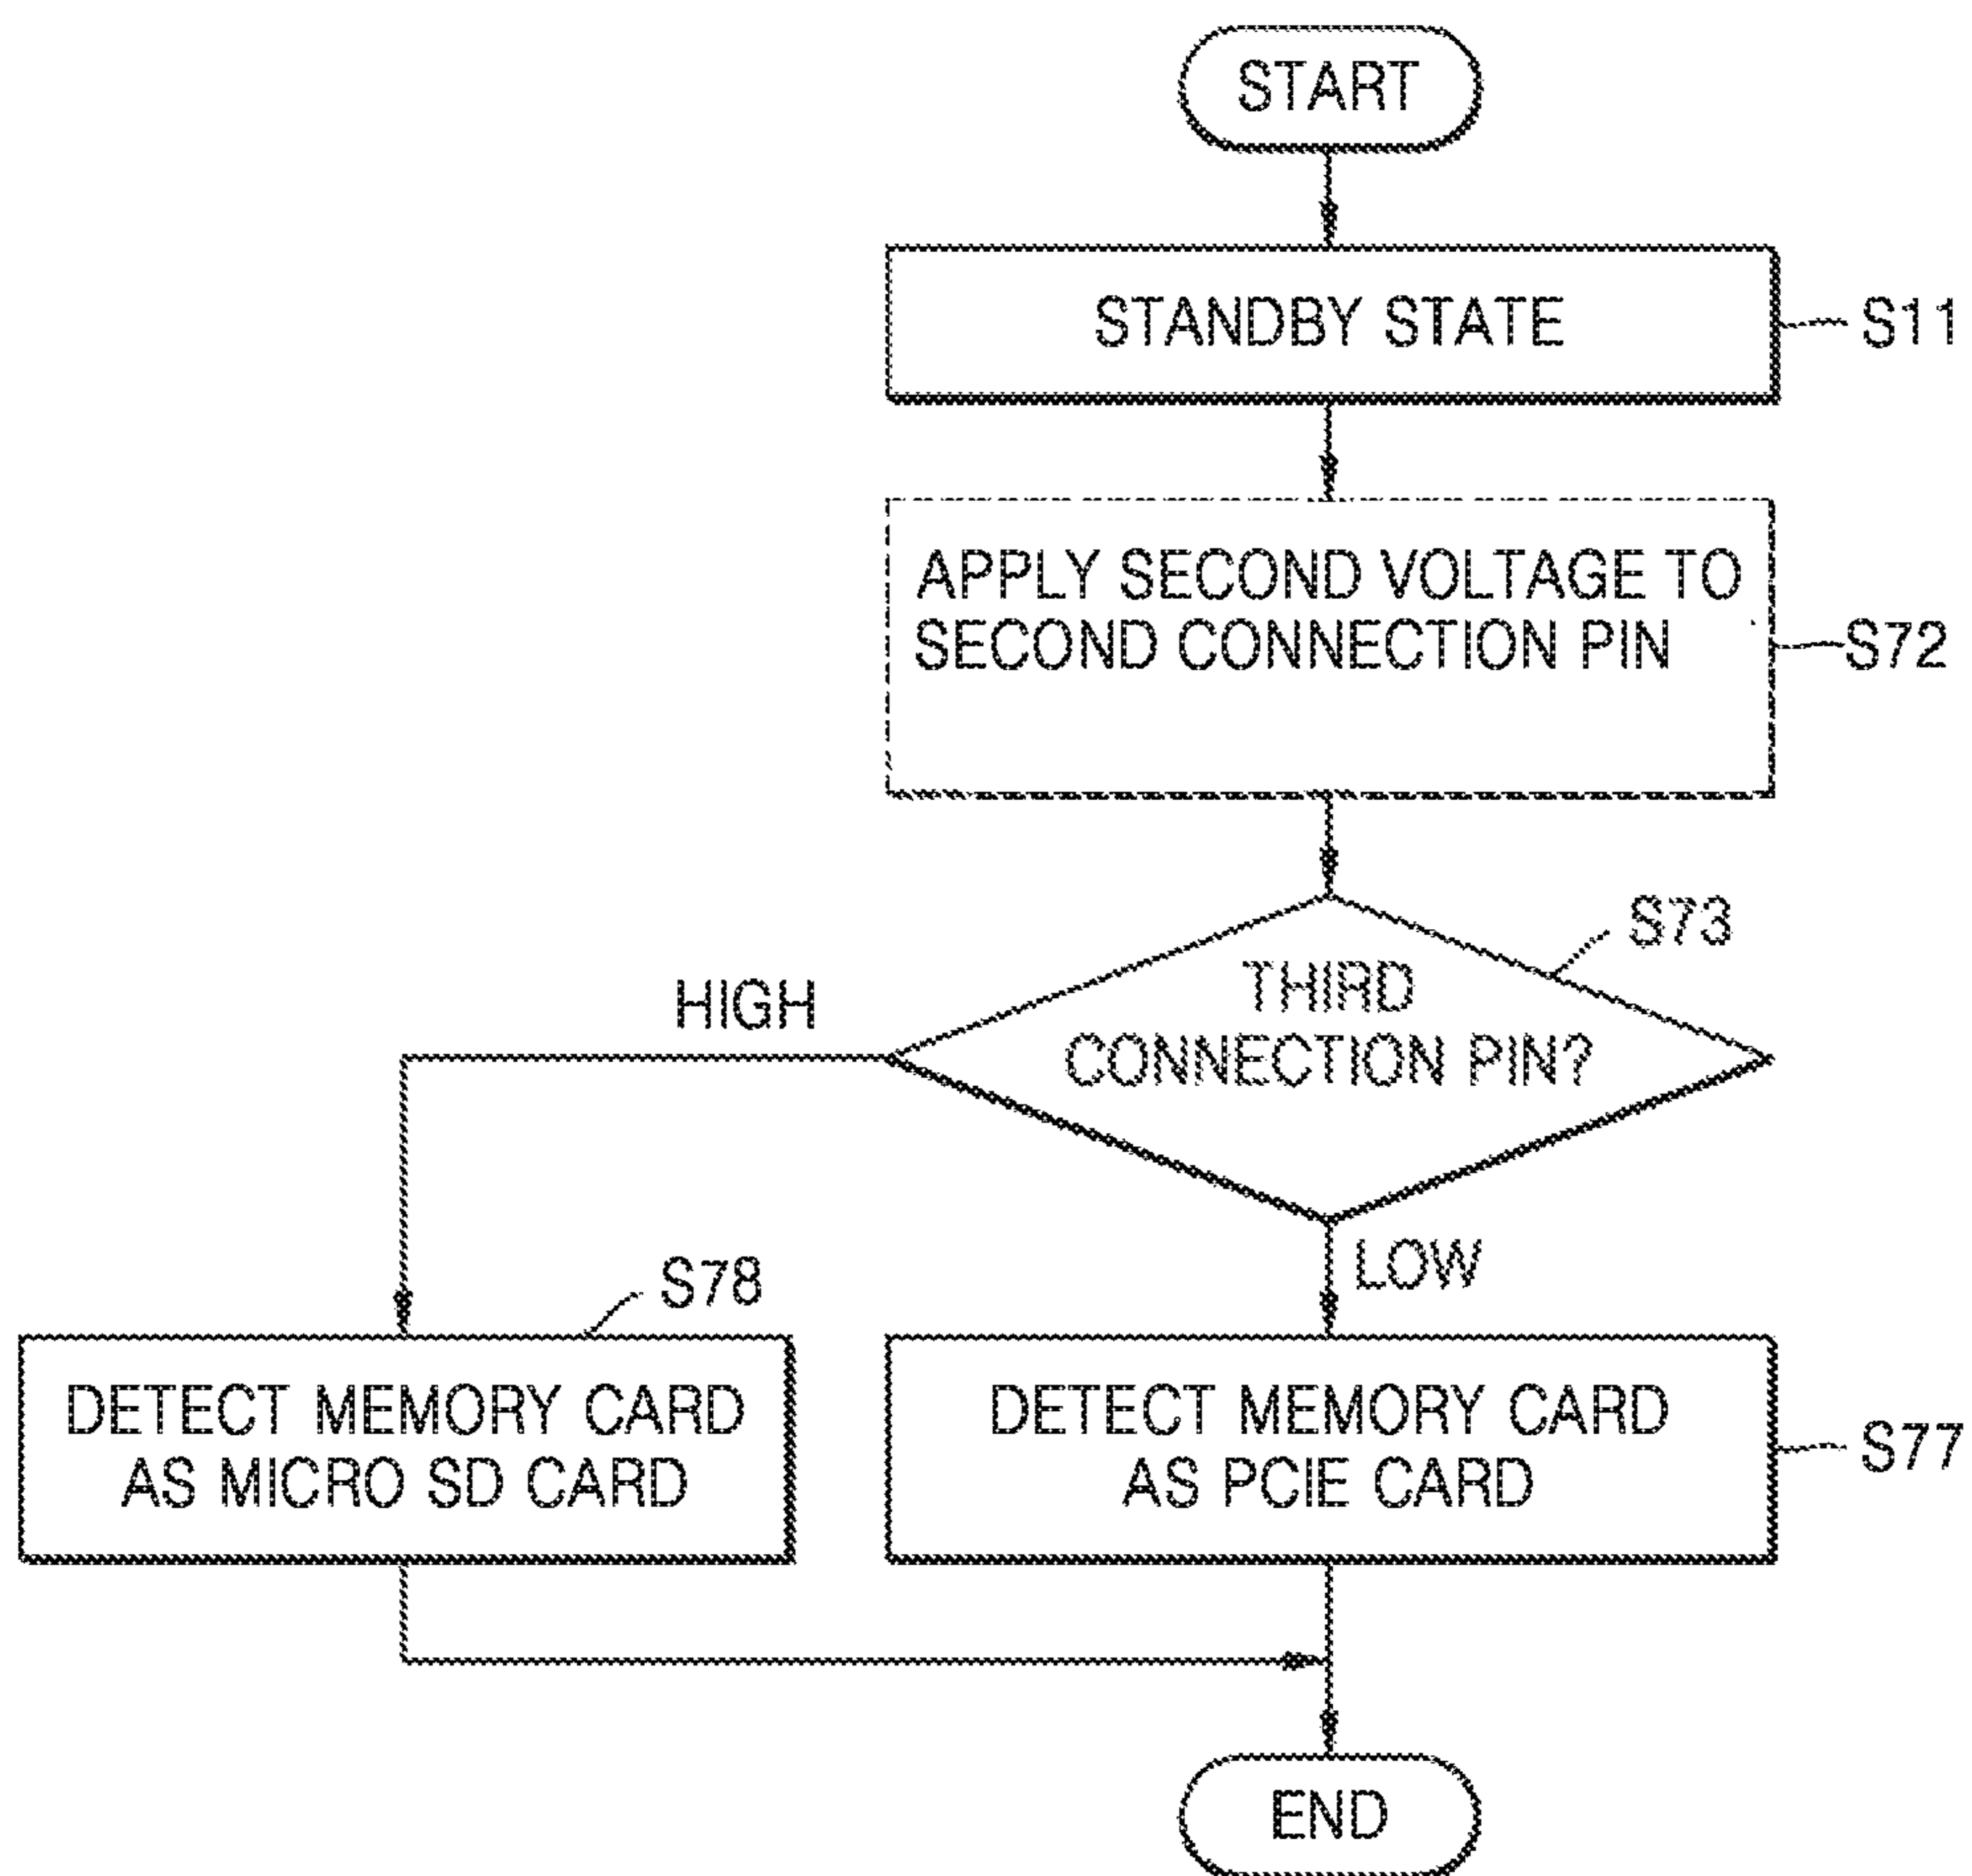 START
STANDBY STATE
S11
APPLY SECOND VOLTAGE TO
SECOND CONNECTION PIN
S72
S73
THIRD
CONNECTION PIN?
HIGH
LOW
S78
DETECT MEMORY CARD
AS MICRO SD CARD
DETECT MEMORY CARD
AS PCIE CARD
S77
END